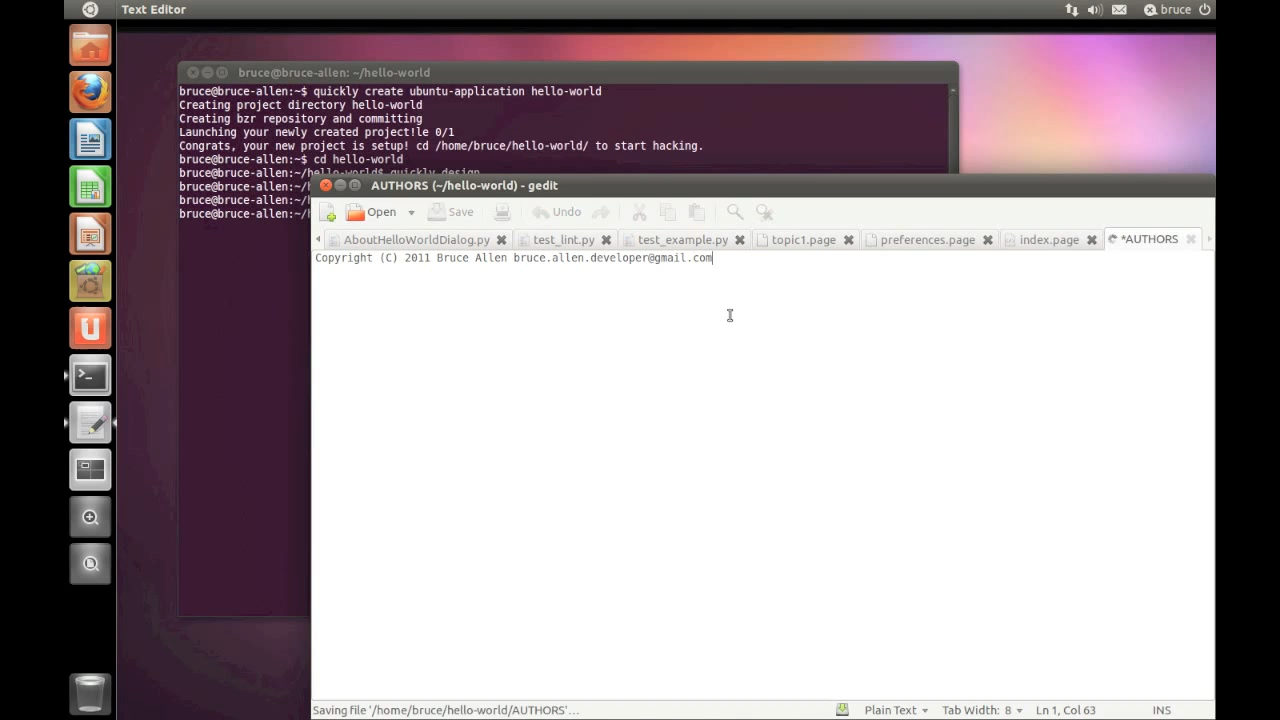 Text Editor
bruce
bruce@bruce-allen: ~/hello-world
bruce@bruce-allen:~$ quickly create ubuntu-application hello-world
Creating project directory hello-world
Creating bzr repository and committing
Launching your newly created project!le 0/1
Congrats, your new project is setup! cd /home/bruce/hello-world/ to start hacking.
bruce@bruce-allen:~$ cd hello-world
bruce@bruce-allen:~/hello-world$ quickly design
bruce@bruce-allen:~/h
bruce@bruce-allen:~/h
bruce@bruce-allen:~/h
AUTHORS (~/hello-world) - gedit
Open Save Undo
AboutHelloWorldDialog.py test_lint.py test_example.py topic1.page preferences.page index.page *AUTHORS
Copyright (C) 2011 Bruce Allen bruce.allen.developer@gmail.com
Saving file '/home/bruce/hello-world/AUTHORS'... Plain Text Tab Width: 8 Ln 1, Col 63 INS